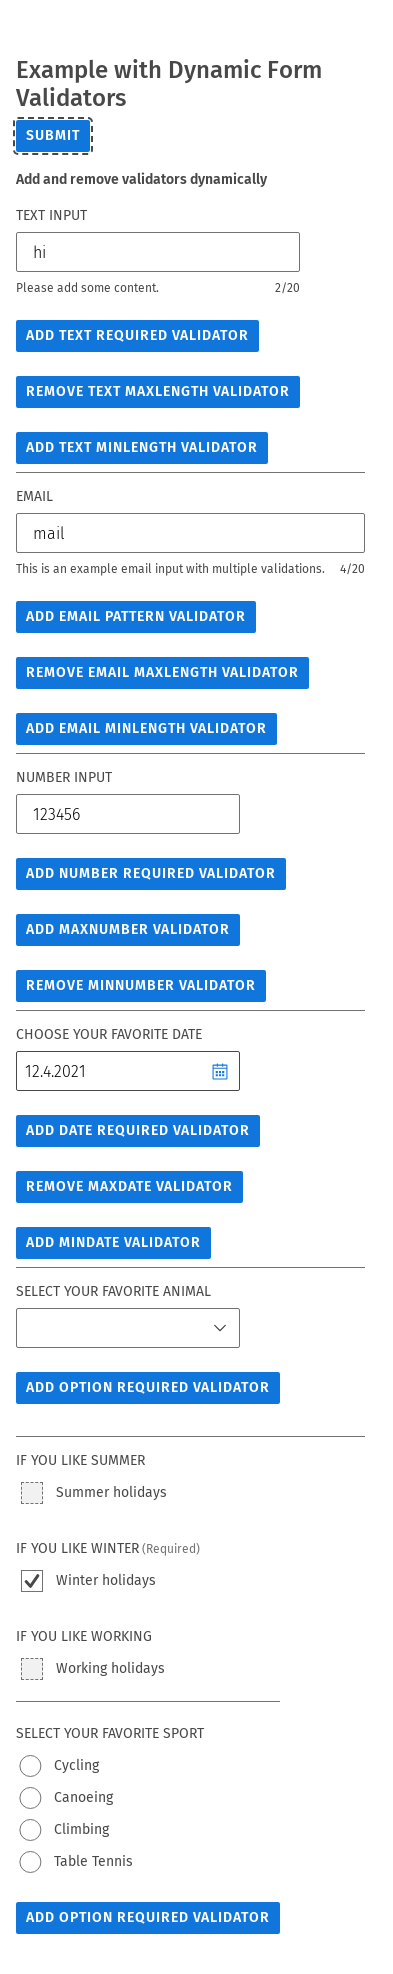 Example with Dynamic Form
Validators
SUBMIT
Add and remove validators dynamically
TEXT INPUT
hi
Please add some content. 2/20
ADD TEXT REQUIRED VALIDATOR
REMOVE TEXT MAXLENGTH VALIDATOR
ADD TEXT MINLENGTH VALIDATOR
EMAIL
mail
This is an example email input with multiple validations. 4/20
ADD EMAIL PATTERN VALIDATOR
REMOVE EMAIL MAXLENGTH VALIDATOR
ADD EMAIL MINLENGTH VALIDATOR
NUMBER INPUT
123456
ADD NUMBER REQUIRED VALIDATOR
ADD MAXNUMBER VALIDATOR
REMOVE MINNUMBER VALIDATOR
CHOOSE YOUR FAVORITE DATE
12.4.2021
ADD DATE REQUIRED VALIDATOR
REMOVE MAXDATE VALIDATOR
ADD MINDATE VALIDATOR
SELECT YOUR FAVORITE ANIMAL
ADD OPTION REQUIRED VALIDATOR
IF YOU LIKE SUMMER
Summer holidays
IF YOU LIKE WINTER (Required)
Winter holidays
IF YOU LIKE WORKING
Working holidays
SELECT YOUR FAVORITE SPORT
Cycling
Canoeing
Climbing
Table Tennis
ADD OPTION REQUIRED VALIDATOR